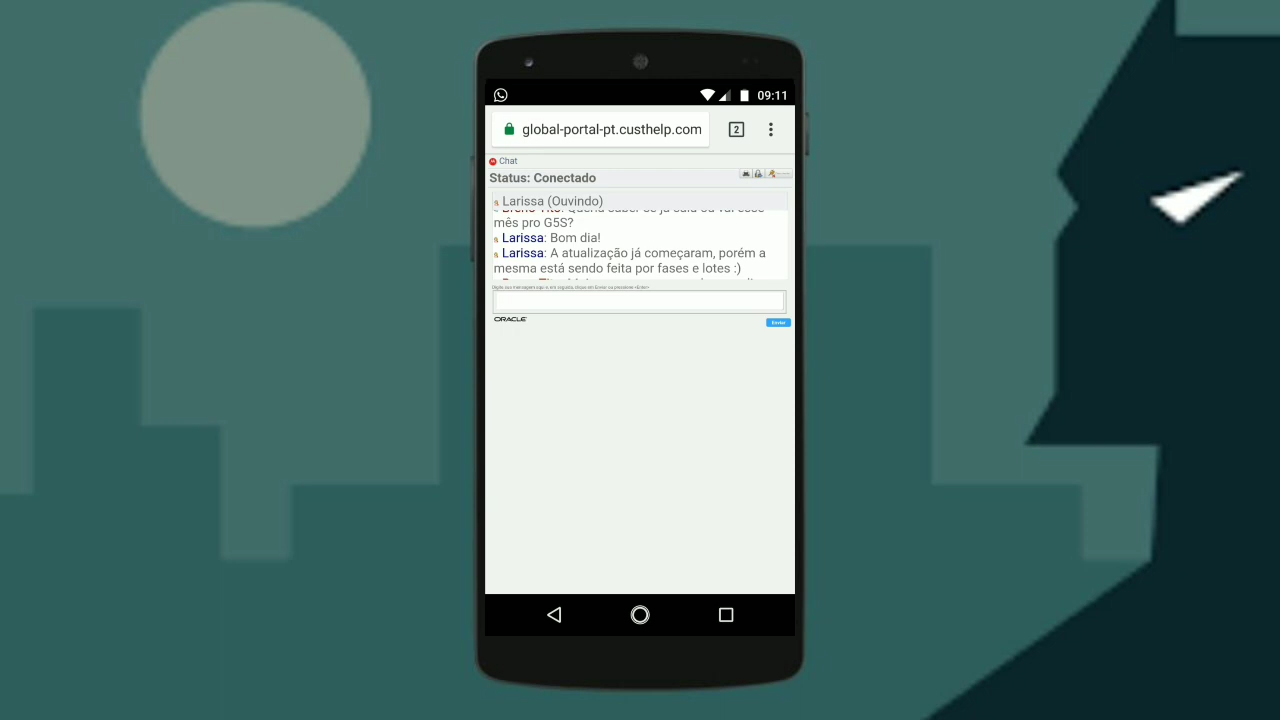 09:11
global-portal-pt.custhelp.com
2
Chat
Status: Conectado
Larissa (Ouvindo)
mês pro G5S?
Larissa: Bom dia!
Larissa: A atualização já começaram, porém a
mesma está sendo feita por fases e lotes :)
ORACLE
Enviar